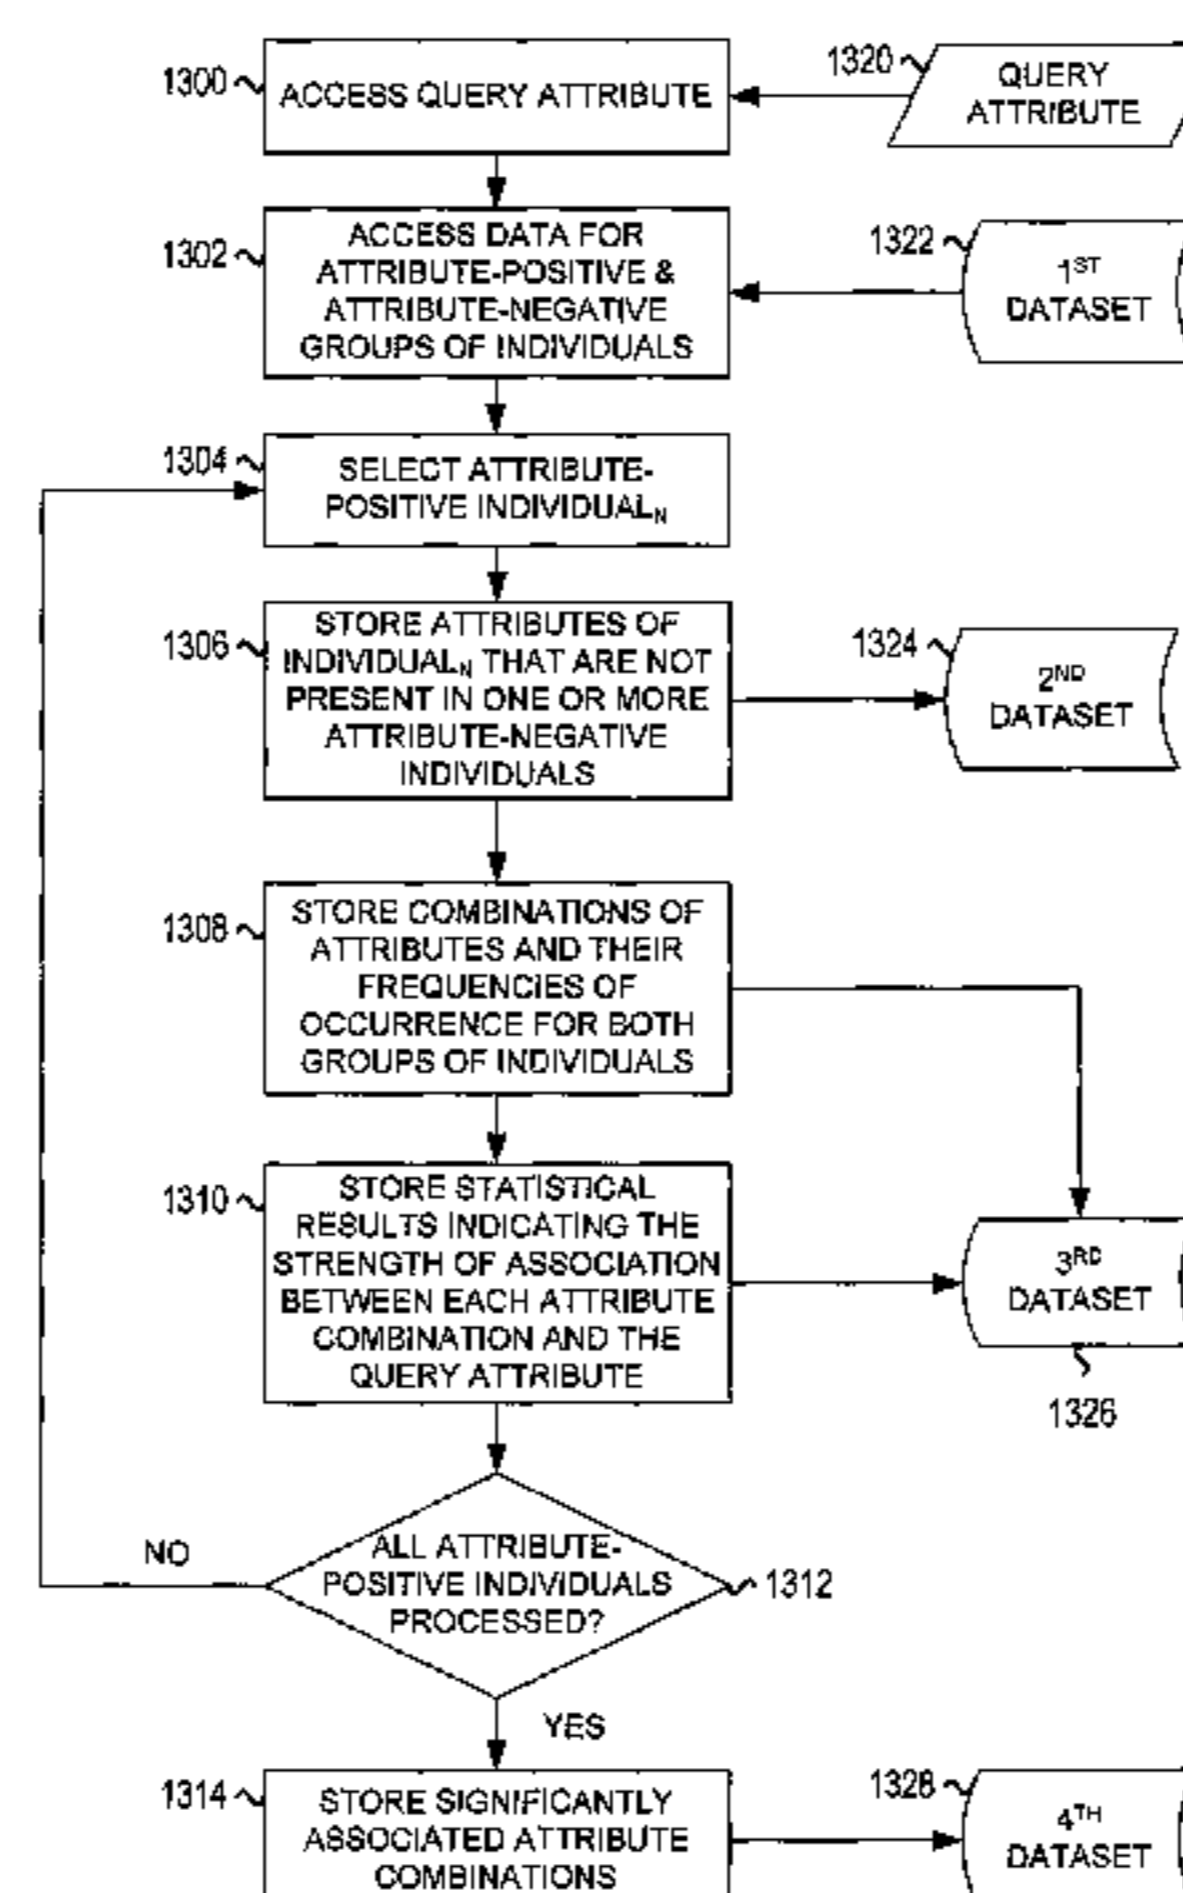 1300
ACCESS QUERY ATTRIBUTE
1320
QUERY
ATTRIBUTE
1302
ACCESS DATA FOR
ATTRIBUTE-POSITIVE &
ATTRIBUTE-NEGATIVE
GROUPS OF INDIVIDUALS
1322
1ST
DATASET
1304
SELECT ATTRIBUTE-
POSITIVE INDIVIDUALN
1306
STORE ATTRIBUTES OF
INDIVIDUALN THAT ARE NOT
PRESENT IN ONE OR MORE
ATTRIBUTE-NEGATIVE
INDIVIDUALS
1324
2ND
DATASET
1308
STORE COMBINATIONS OF
ATTRIBUTES AND THEIR
FREQUENCIES OF
OCCURRENCE FOR BOTH
GROUPS OF INDIVIDUALS
1310
STORE STATISTICAL
RESULTS INDICATING THE
STRENGTH OF ASSOCIATION
BETWEEN EACH ATTRIBUTE
COMBINATION AND THE
QUERY ATTRIBUTE
3RD
DATASET
1326
NO
ALL ATTRIBUTE-
POSITIVE INDIVIDUALS
PROCESSED?
1312
YES
1314
STORE SIGNIFICANTLY
ASSOCIATED ATTRIBUTE
COMBINATIONS
1328
4TH
DATASET